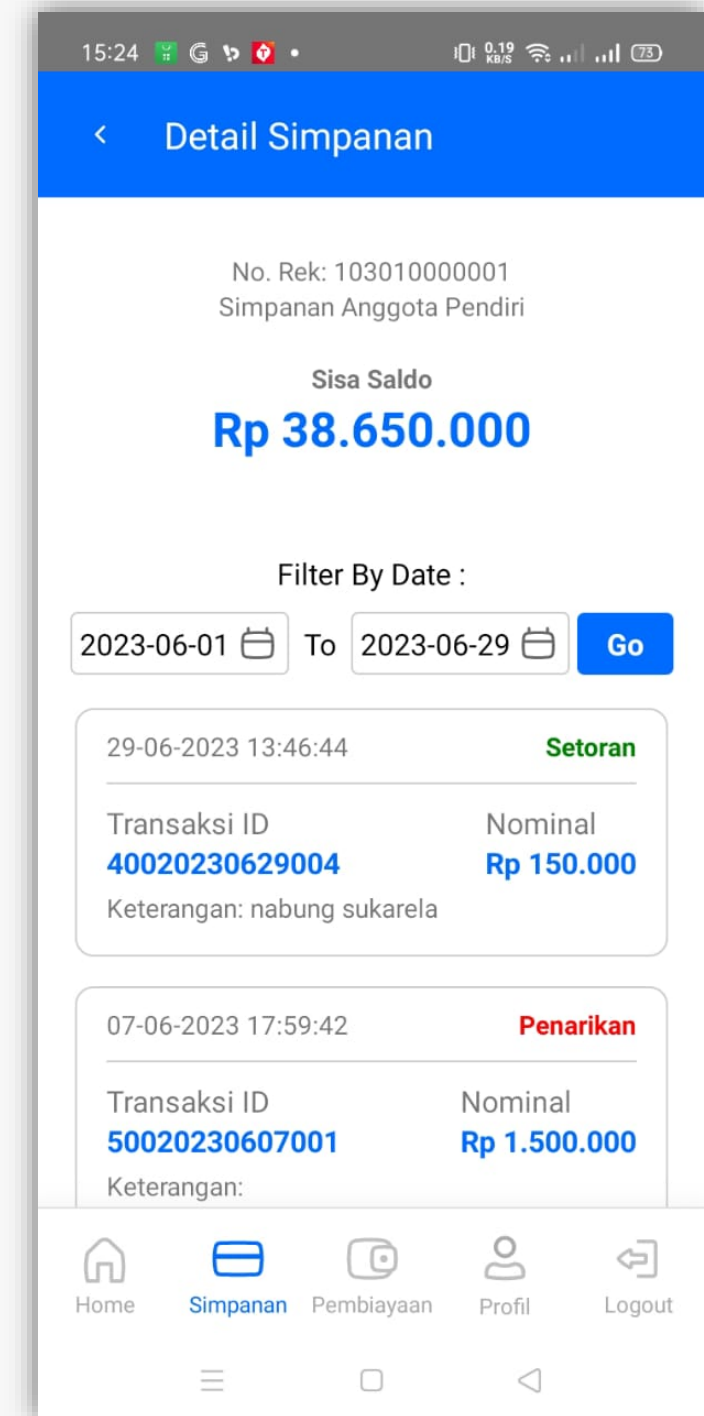 15:24
0.19 KB/S
73
Detail Simpanan
No. Rek: 103010000001
Simpanan Anggota Pendiri
Sisa Saldo
Rp 38.650.000
Filter By Date :
2023-06-01 To 2023-06-29 Go
29-06-2023 13:46:44 Setoran
Transaksi ID Nominal
40020230629004 Rp 150.000
Keterangan: nabung sukarela
07-06-2023 17:59:42 Penarikan
Transaksi ID Nominal
50020230607001 Rp 1.500.000
Keterangan:
Home Simpanan Pembiayaan Profil Logout